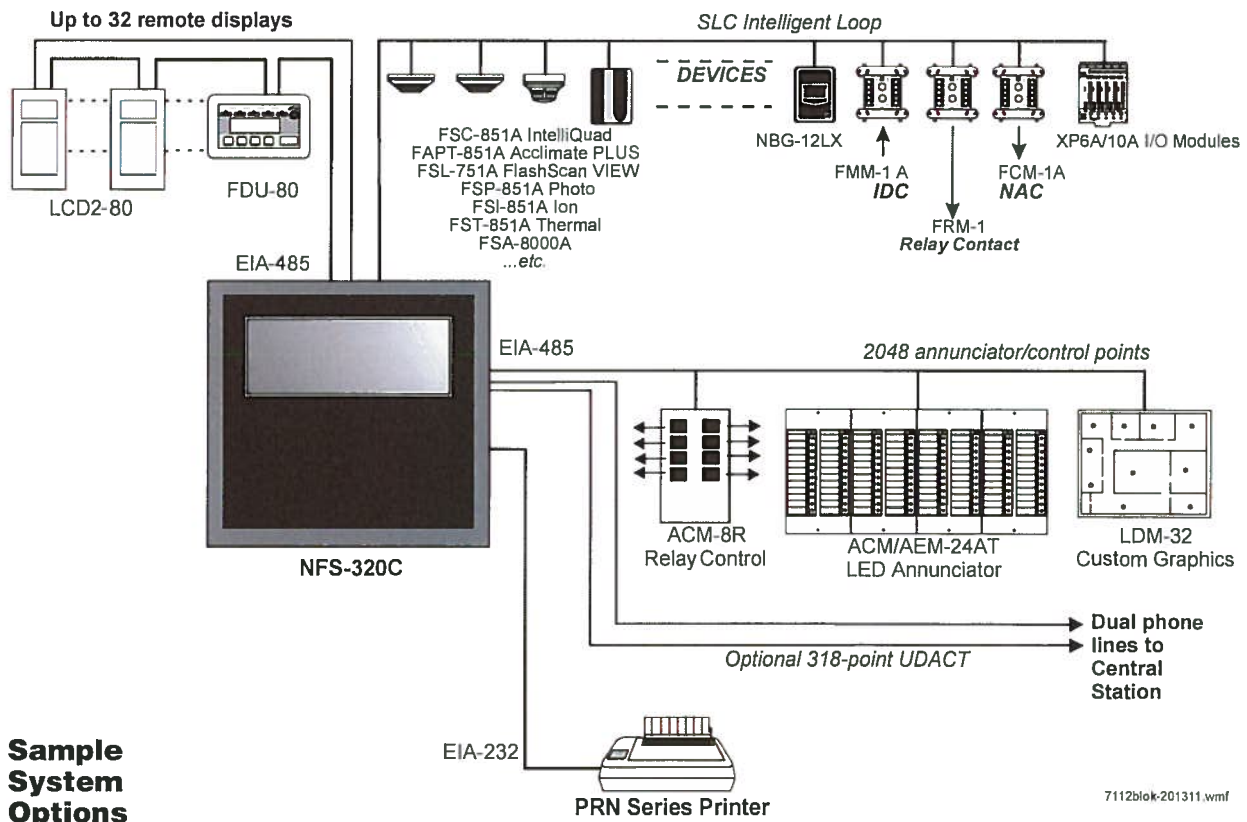 Up to 32 remote displays
SLC Intelligent Loop
DEVICES
LCD2-80
FDU-80
FSC-851A IntelliQuad
FAPT-851A Acclimate PLUS
FSL-751A FlashScan VIEW
FSP-851A Photo
FSI-851A Ion
FST-851A Thermal
FSA-8000A
...etc.
NBG-12LX
FMM-1 A
IDC
FRM-1
Relay Contact
FCM-1A
NAC
XP6A/10A I/O Modules
EIA-485
EIA-485
2048 annunciator/control points
NFS-320C
ACM-8R
Relay Control
ACM/AEM-24AT
LED Annunciator
LDM-32
Custom Graphics
Optional 318-point UDACT
Dual phone
lines to
Central
Station
EIA-232
PRN Series Printer
Sample
System
Options
7112blok-201311.wmf